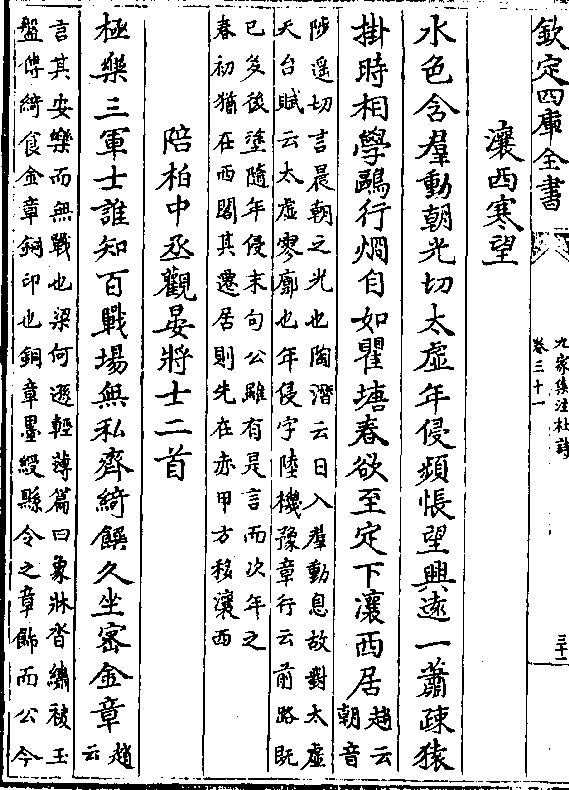 欽定四庫全書
九家集注杜詩
卷三十一
三十二
瀼西寒望
水色含羣動朝光切太虛年侵頻悵望興遠一蕭疎猿
掛時相學鷗行烱自如瞿塘春欲至定下瀼西居趙云
朝音
陟遥切言晨朝之光也陶潛云日入羣動息故對太虛
天台賦云太虛寥廓也年侵字陸機豫章行云前路既
已多後塗隨年侵末句公雖有是言而次年之
春初猶在西閣其遷居則先在赤甲方移瀼西
陪柏中丞觀宴將士二首
極樂三軍士誰知百戰場無私齊綺饌久坐密金章趙
云
言其安樂而無戰也梁何遜輕薄篇曰象牀沓繡被玉
盤傳綺食金章銅印也銅章墨綬縣令之章飾而公今